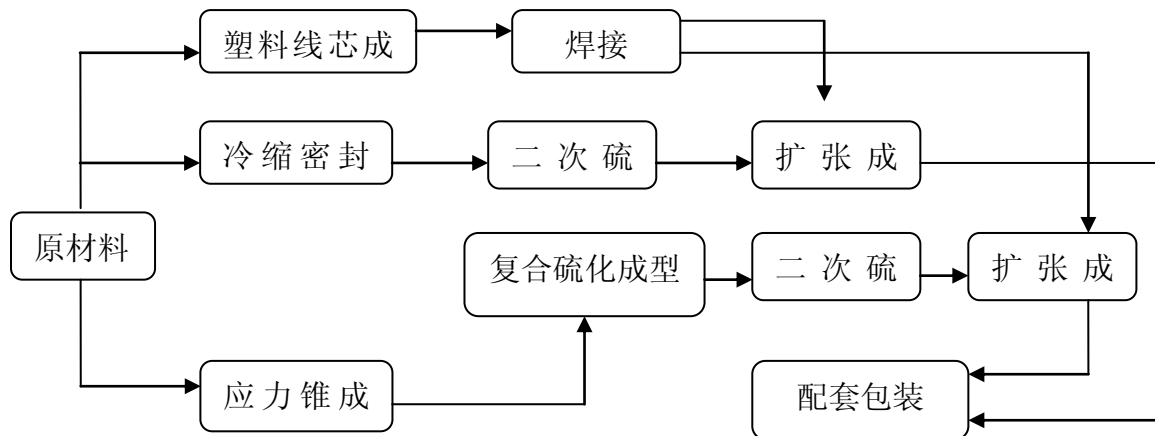 塑料线芯成
焊接
冷缩密封
二次硫
扩张成
原材料
复合硫化成型
二次硫
扩张成
应力锥成
配套包装